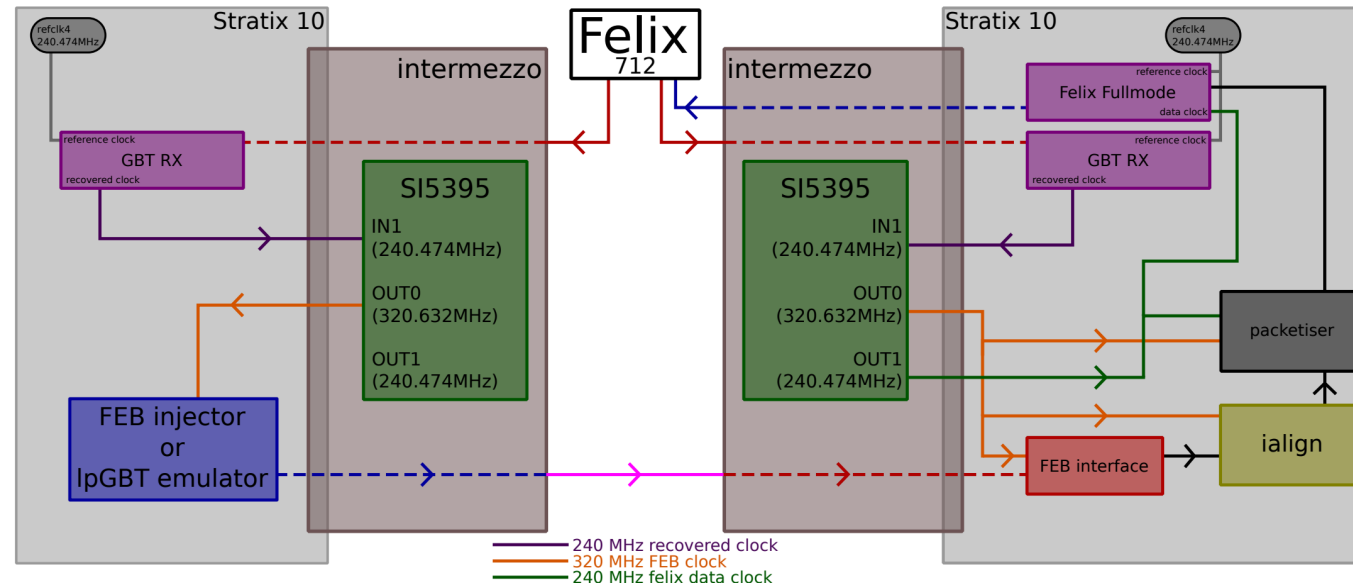 Stratix 10
refclk4
240.474MHz
intermezzo
reference clock
GBT RX
recovered clock
SI5395
IN1
(240.474MHz)
OUT0
(320.632MHz)
OUT1
(240.474MHz)
FEB injector
or
lpGBT emulator
Felix
712
Stratix 10
refclk4
240.474MHz
intermezzo
reference clock
Felix Fullmode
data clock
reference clock
GBT RX
recovered clock
SI5395
IN1
(240.474MHz)
OUT0
(320.632MHz)
OUT1
(240.474MHz)
packetiser
ialign
FEB interface
240 MHz recovered clock
320 MHz FEB clock
240 MHz felix data clock